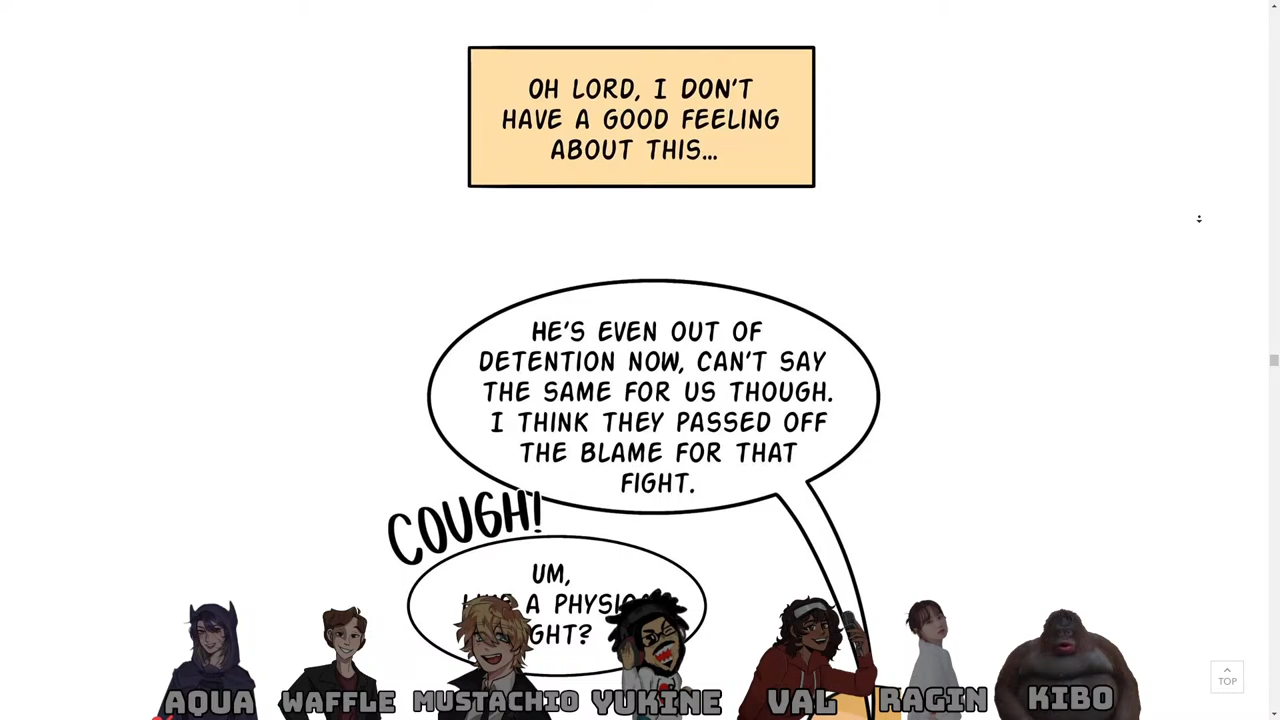 OH LORD, I DON'T
HAVE A GOOD FEELING
ABOUT THIS...
HE'S EVEN OUT OF
DETENTION NOW, CAN'T SAY
THE SAME FOR US THOUGH.
I THINK THEY PASSED OFF
THE BLAME FOR THAT
FIGHT.
COUGH!
UM,
A
TOP
AQUA WAFFLE MUSTACHIO YUKINE VAL RAGIN KIBO